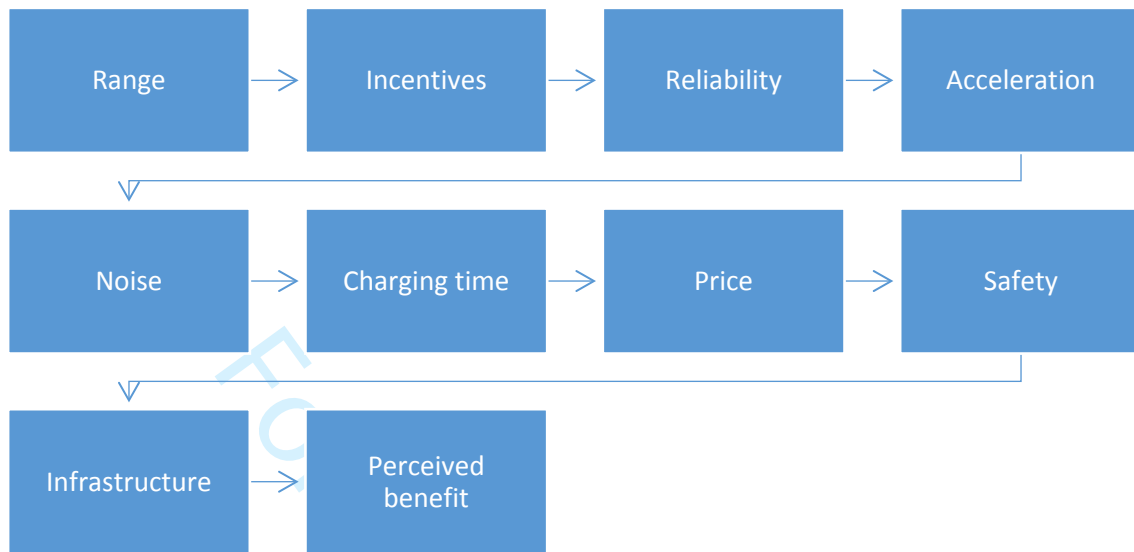 Range
Incentives
Reliability
Acceleration
Noise
Charging time
Price
Safety
Infrastructure
Perceived
benefit